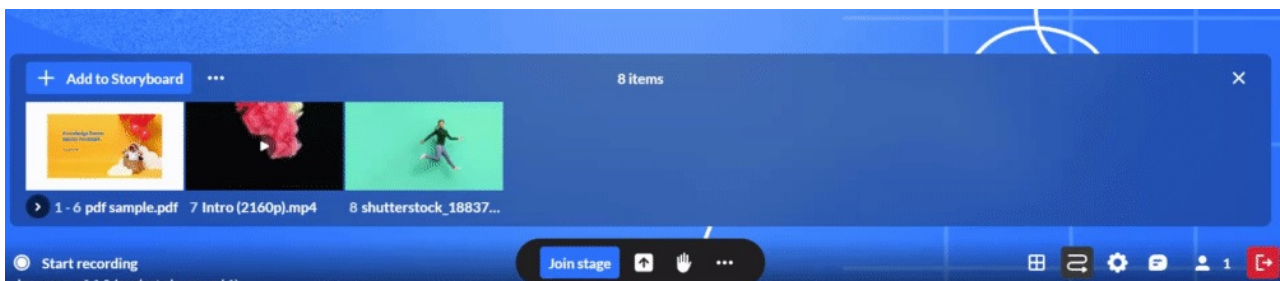 Add to Storyboard
8 items
1 - 6 pdf sample.pdf
7 Intro (2160p).mp4
8 shutterstock_18837...
Start recording
Join stage
1